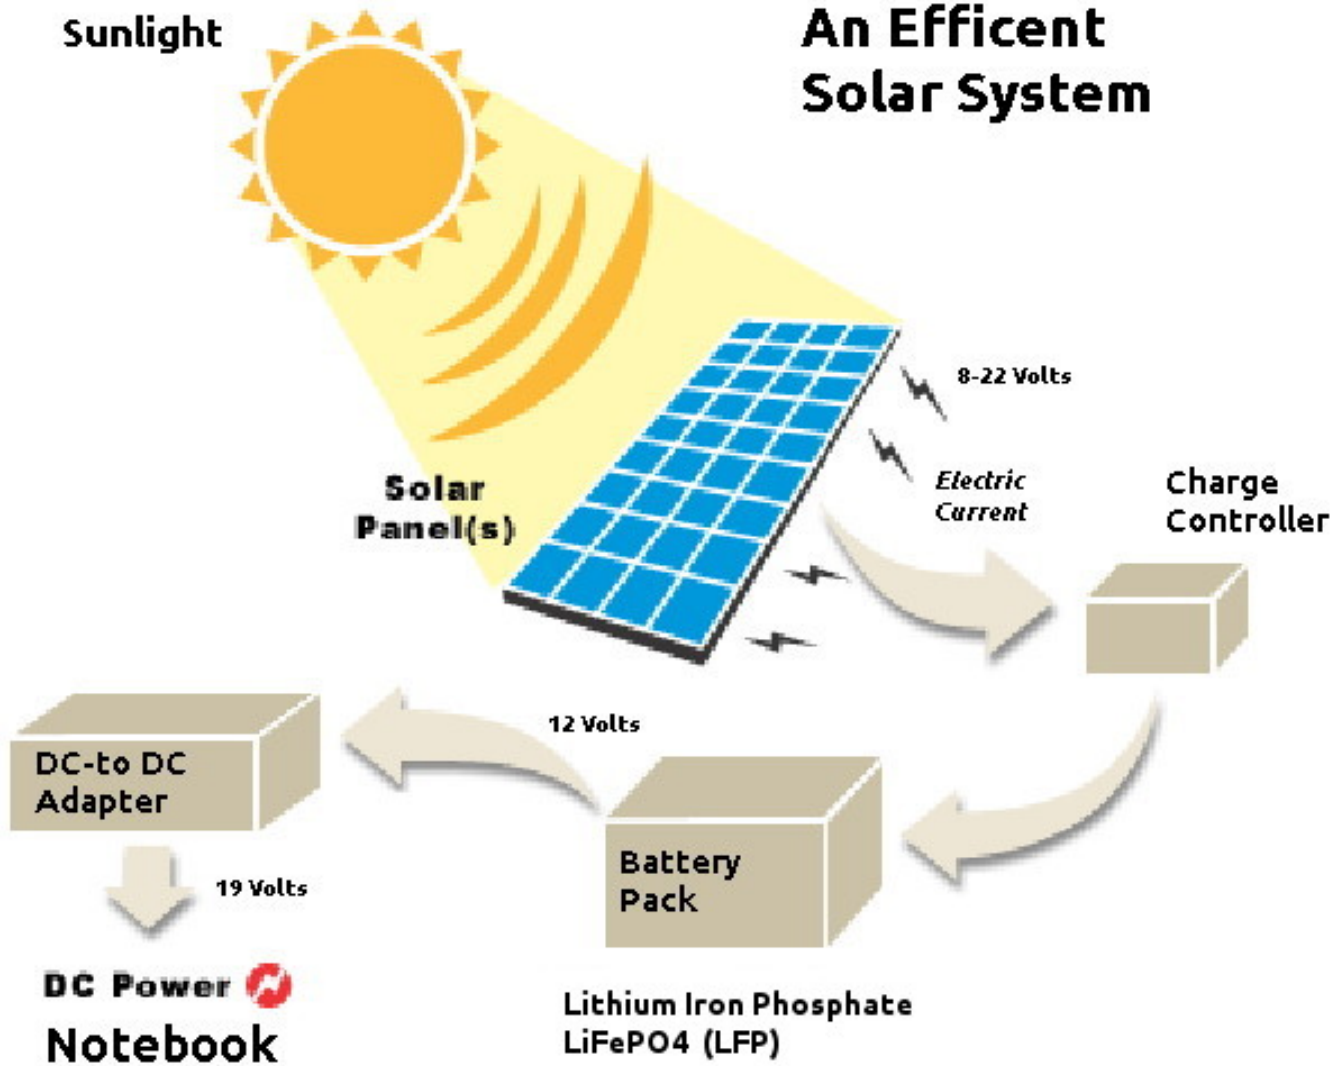 Sunlight
An Efficent
Solar System
8-22 Volts
Solar
Panel(s)
Electric
Current
Charge
Controller
12 Volts
DC-to DC
Adapter
Battery
Pack
19 Volts
DC Power
Notebook
Lithium Iron Phosphate
LiFePO4 (LFP)